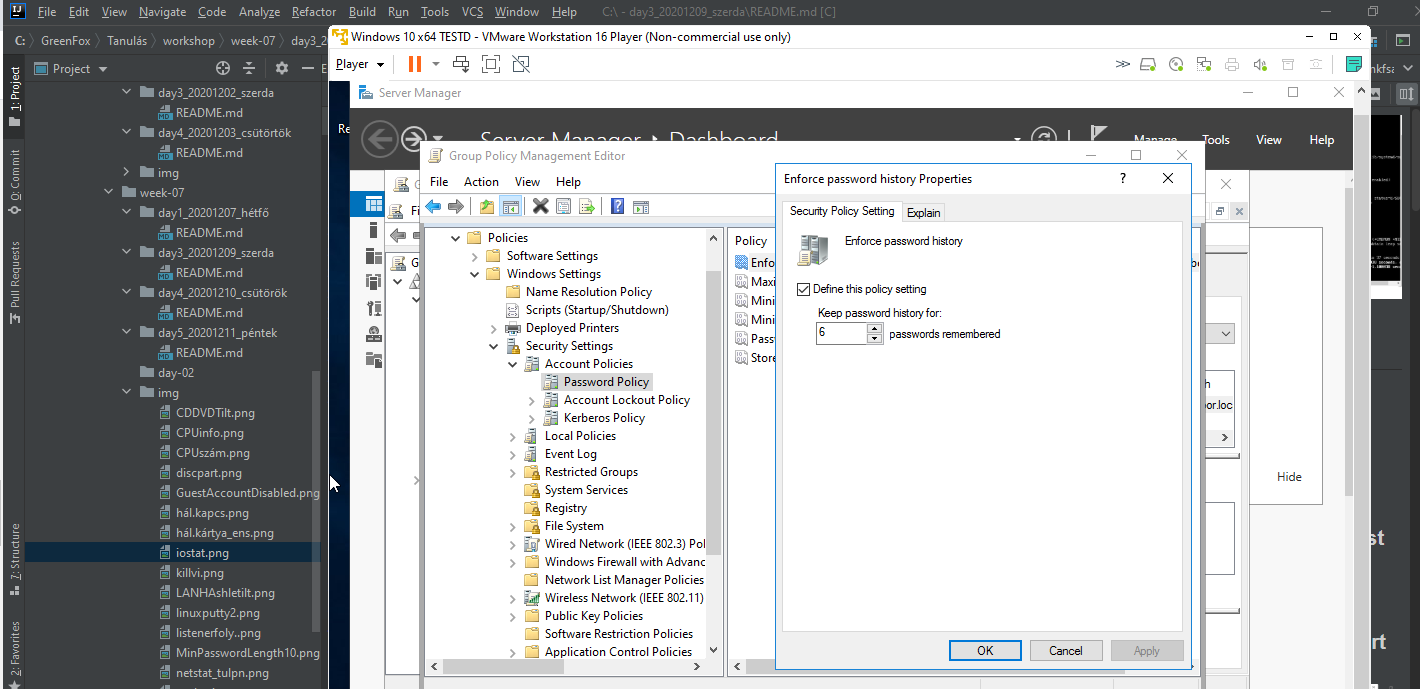 File Edit View Navigate Code Analyze Refactor Build Run Tools VCS Window Help C:\ - day3_20201209_szerda\README.md [C]
C: GreenFox Tanulás workshop week-07 day3_2
Project
1: Project
0: Commit
Pull Requests
7: Structure
2: Favorites
day3_20201202_szerda
README.md
day4_20201203_csütörtök
README.md
img
week-07
day1_20201207_hétfő
README.md
day3_20201209_szerda
README.md
day4_20201210_csütörök
README.md
day5_20201211_péntek
README.md
day-02
img
CDDVDTilt.png
CPUinfo.png
CPUszám.png
discpart.png
GuestAccountDisabled.png
hál.kapcs.png
hál.kártya_ens.png
iostat.png
killvi.png
LANHAshletilt.png
linuxputty2.png
listenerfoly..png
MinPasswordLength10.png
netstat_tulpn.png
Windows 10 x64 TESTD - VMware Workstation 16 Player (Non-commercial use only)
Player
Server Manager
Server Manager Dashboard
Manage Tools View Help
Hide
Group Policy Management Editor
File Action View Help
Policies
Software Settings
Windows Settings
Name Resolution Policy
Scripts (Startup/Shutdown)
Deployed Printers
Security Settings
Account Policies
Password Policy
Account Lockout Policy
Kerberos Policy
Local Policies
Event Log
Restricted Groups
System Services
Registry
File System
Wired Network (IEEE 802.3) Pol
Windows Firewall with Advanc
Network List Manager Policies
Wireless Network (IEEE 802.11)
Public Key Policies
Software Restriction Policies
Application Control Policies
Policy
Enfo
Maxi
Mini
Mini
Pass
Store
Enforce password history Properties
? 
Security Policy Setting Explain
Enforce password history
Define this policy setting
Keep password history for:
6 passwords remembered
OK Cancel Apply